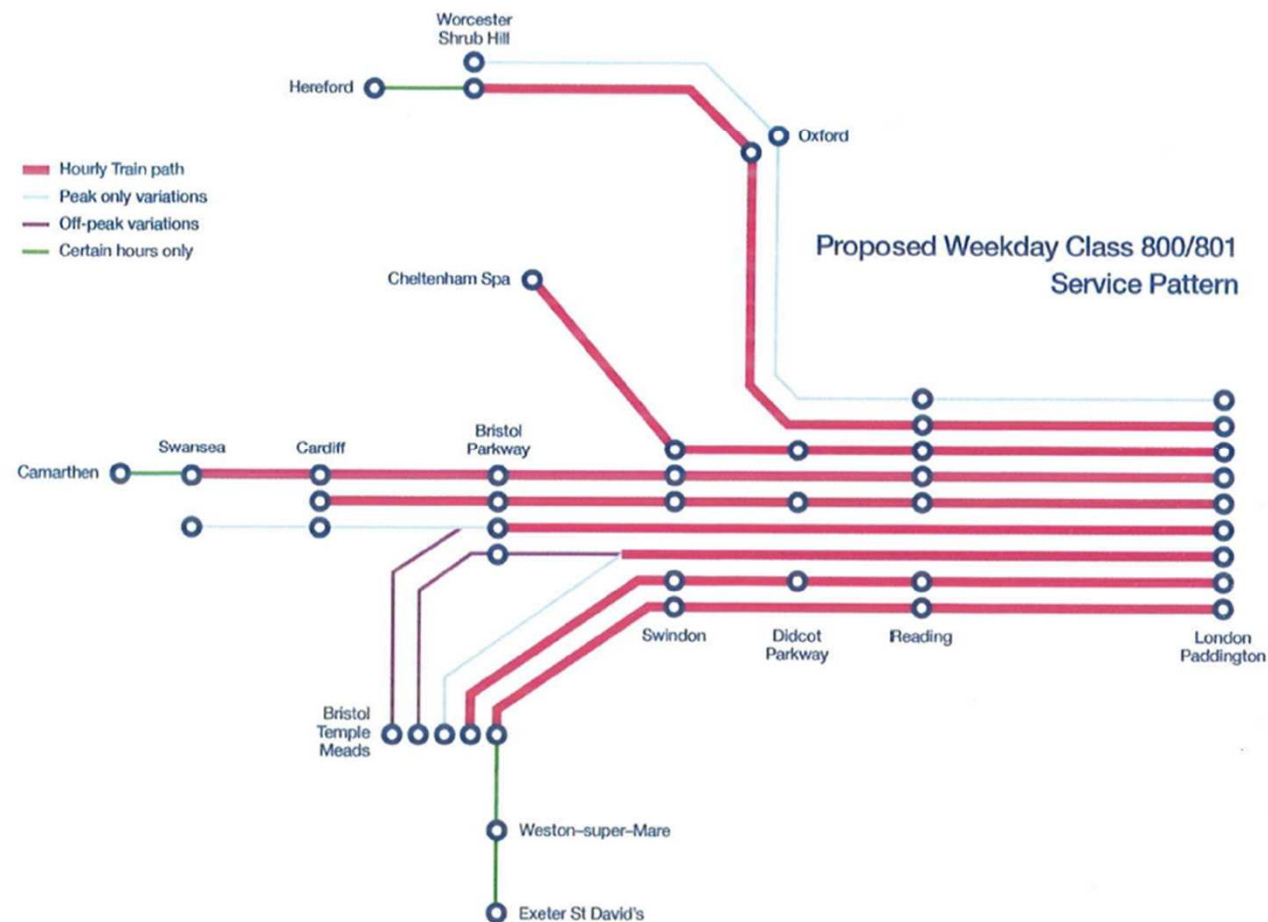 Worcester
Shrub Hill
Hereford
Oxford
Hourly Train path
Peak only variations
Off-peak variations
Certain hours only
Proposed Weekday Class 800/801
Service Pattern
Cheltenham Spa
Bristol
Parkway
Swansea
Cardiff
Camarthen
Swindon
Didcot
Parkway
Reading
London
Paddington
Bristol
Temple
Meads
Weston-super-Mare
Exeter St David's